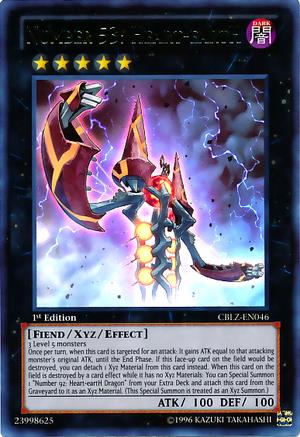 Number 53: Heart-eartH
DARK
闇
1st Edition
CBLZ-EN046
[FIEND / XYZ / EFFECT]
3 Level 5 monsters
Once per turn, when this card is targeted for an attack: It gains ATK equal to that attacking
monster's original ATK, until the End Phase. If this face-up card on the field would be
destroyed, you can detach 1 Xyz Material from this card instead. When this card on the
field is destroyed by a card effect while it has no Xyz Materials: You can Special Summon
1 "Number 92: Heart-eartH Dragon" from your Extra Deck and attach this card from the
Graveyard to it as an Xyz Material. (This Special Summon is treated as an Xyz Summon.)
ATK/ 100 DEF/ 100
23998625
©1996 KAZUKI TAKAHASHI